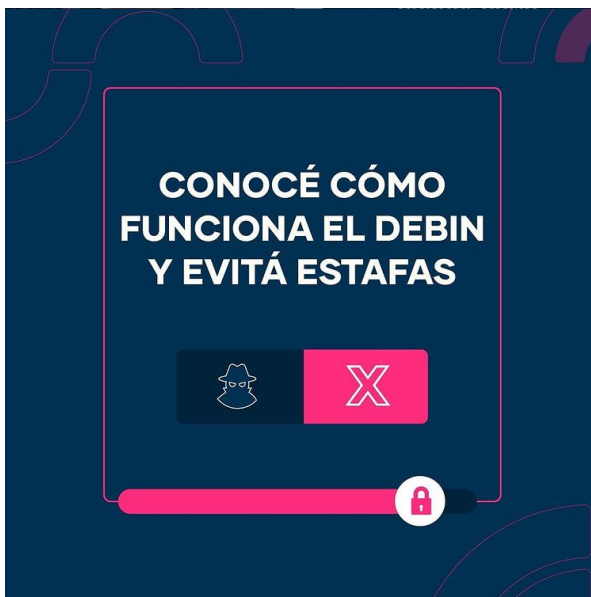 CONOCÉ CÓMO
FUNCIONA EL DEBIN
Y EVITÁ ESTAFAS
X